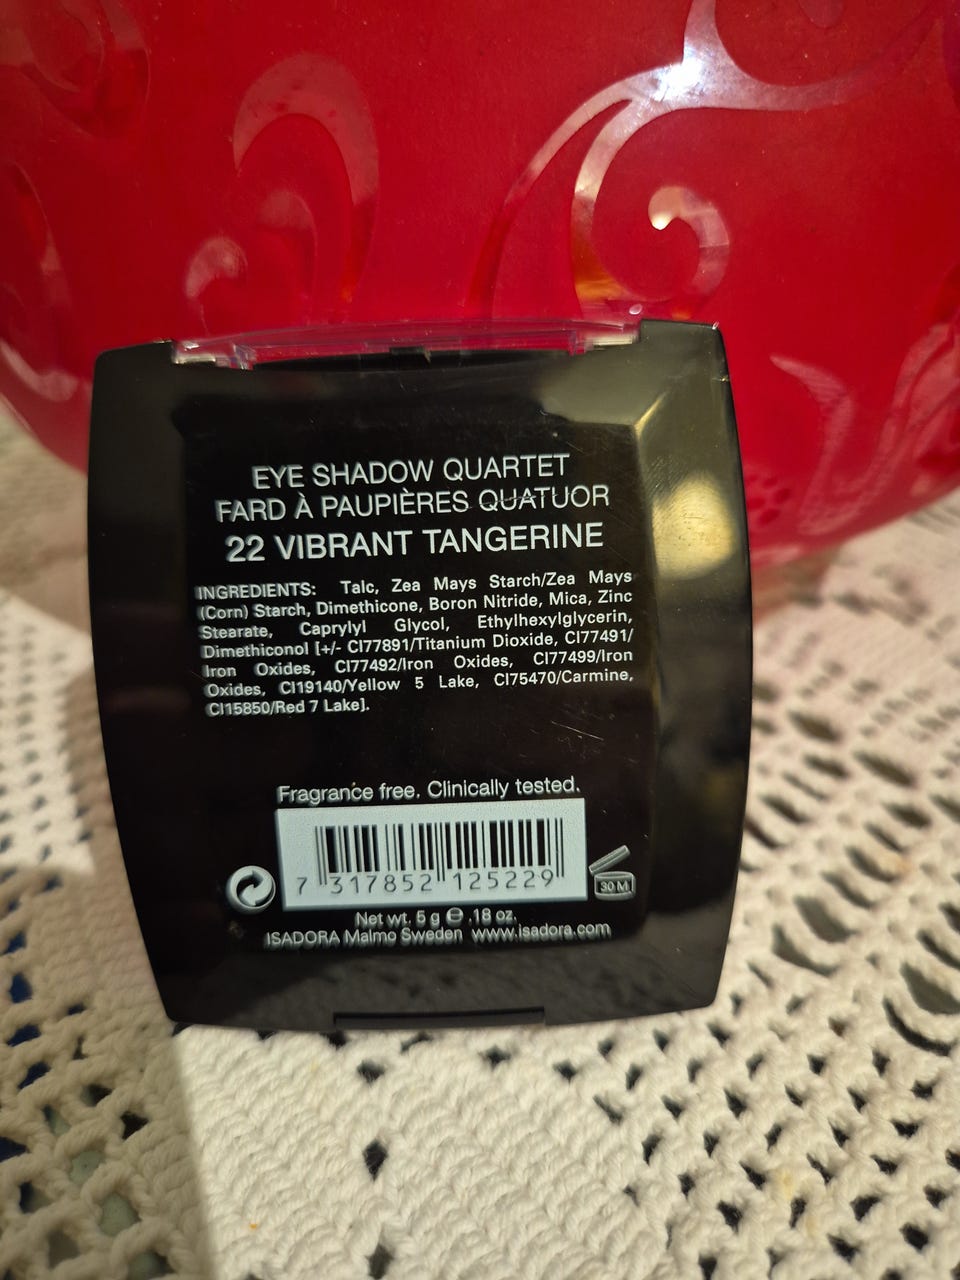 EYE SHADOW QUARTET
FARD À PAUPIÈRES QUATUOR
22 VIBRANT TANGERINE
INGREDIENTS: Talc, Zea Mays Starch/Zea Mays
(Corn) Starch, Dimethicone, Boron Nitride, Mica, Zinc
Stearate, Caprylyl Glycol, Ethylhexylglycerin,
Dimethiconol [+/- CI77891/Titanium Dioxide, CI77491/
Iron Oxides, CI77492/Iron Oxides, CI77499/Iron
Oxides, CI19140/Yellow 5 Lake, CI75470/Carmine,
CI15850/Red 7 Lake].
Fragrance free. Clinically tested.
7 317852 125229
30 M
Net wt. 5 g ℮ .18 oz.
ISADORA Malmo Sweden www.isadora.com